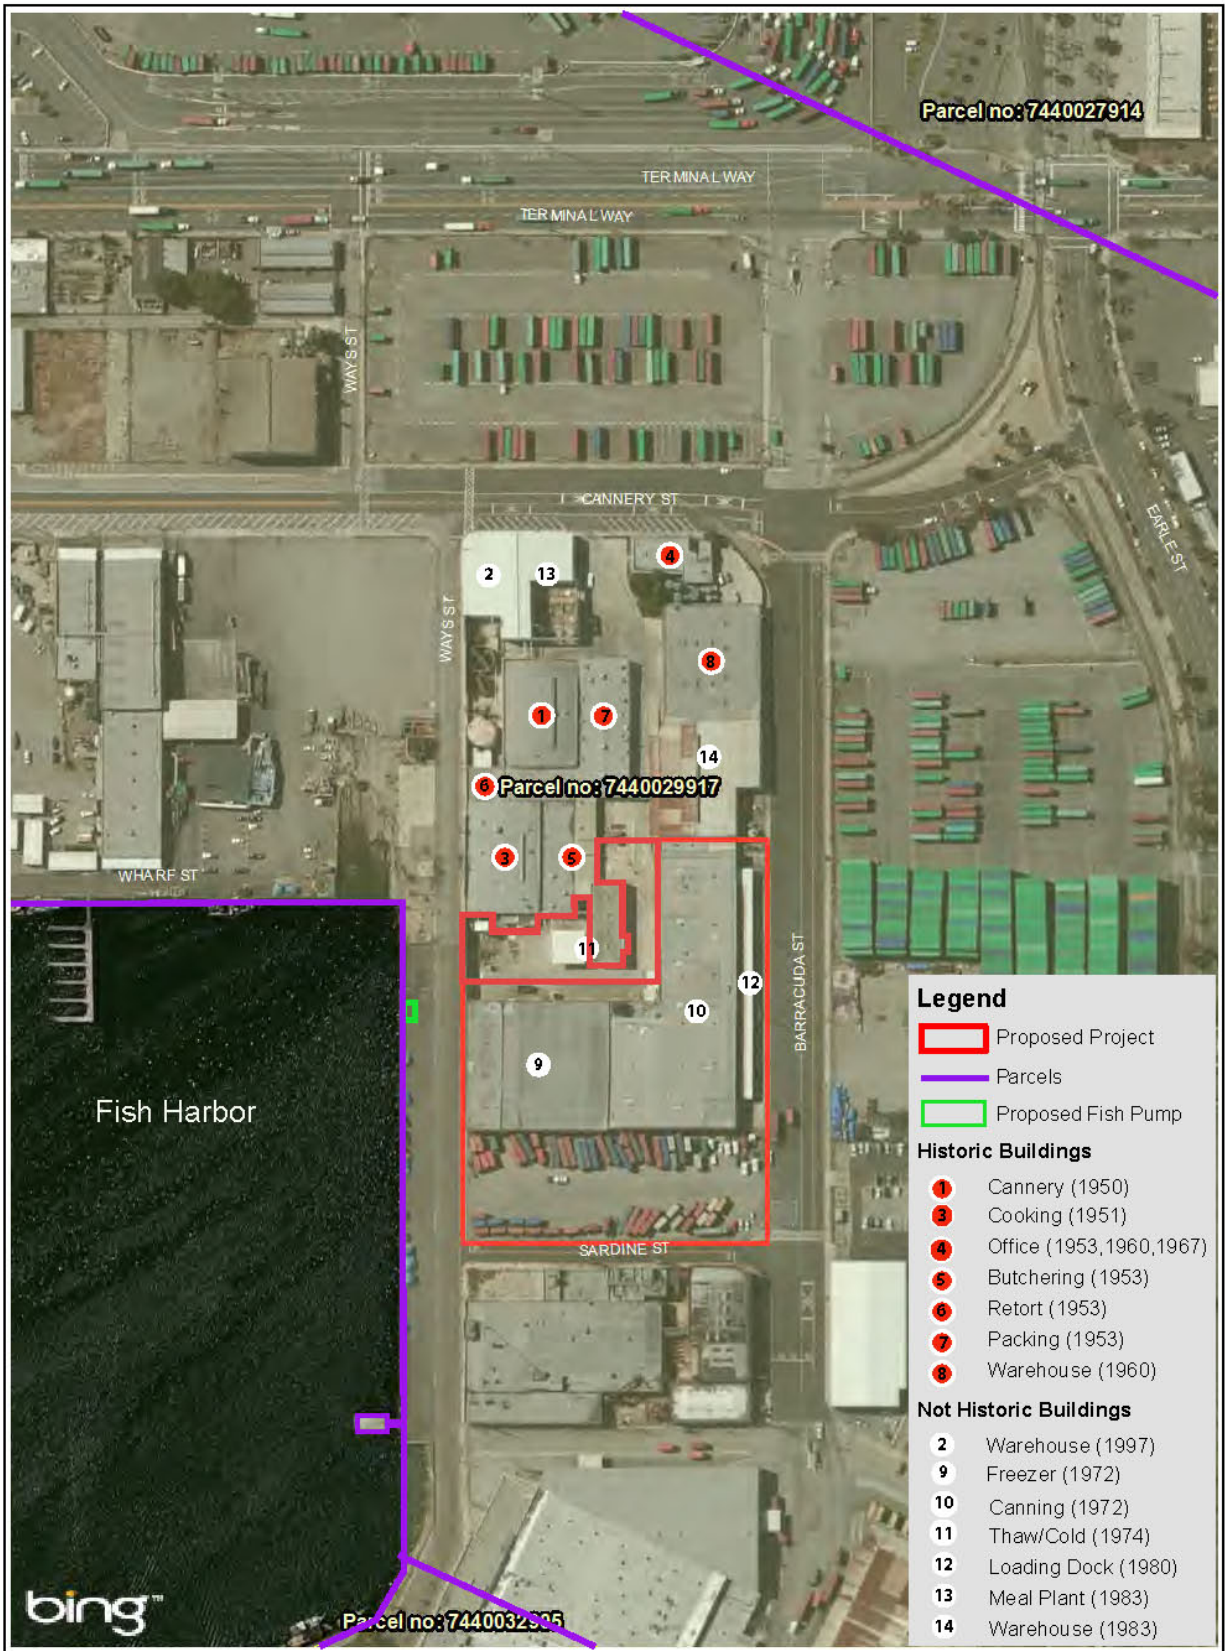 Parcel no: 7440027914
TERMINAL WAY
TERMINAL WAY
WAYS ST
CANNERY ST
EARLE ST
4
2
13
WAYS ST
8
1
7
14
6
Parcel no: 7440029917
3
5
WHARF ST
11
12
BARRACUDA ST
10
9
Fish Harbor
SARDINE ST
Legend
Proposed Project
Parcels
Proposed Fish Pump
Historic Buildings
1 Cannery (1950)
3 Cooking (1951)
4 Office (1953,1960,1967)
5 Butchering (1953)
6 Retort (1953)
7 Packing (1953)
8 Warehouse (1960)
Not Historic Buildings
2 Warehouse (1997)
9 Freezer (1972)
10 Canning (1972)
11 Thaw/Cold (1974)
12 Loading Dock (1980)
13 Meal Plant (1983)
14 Warehouse (1983)
bing™
Parcel no: